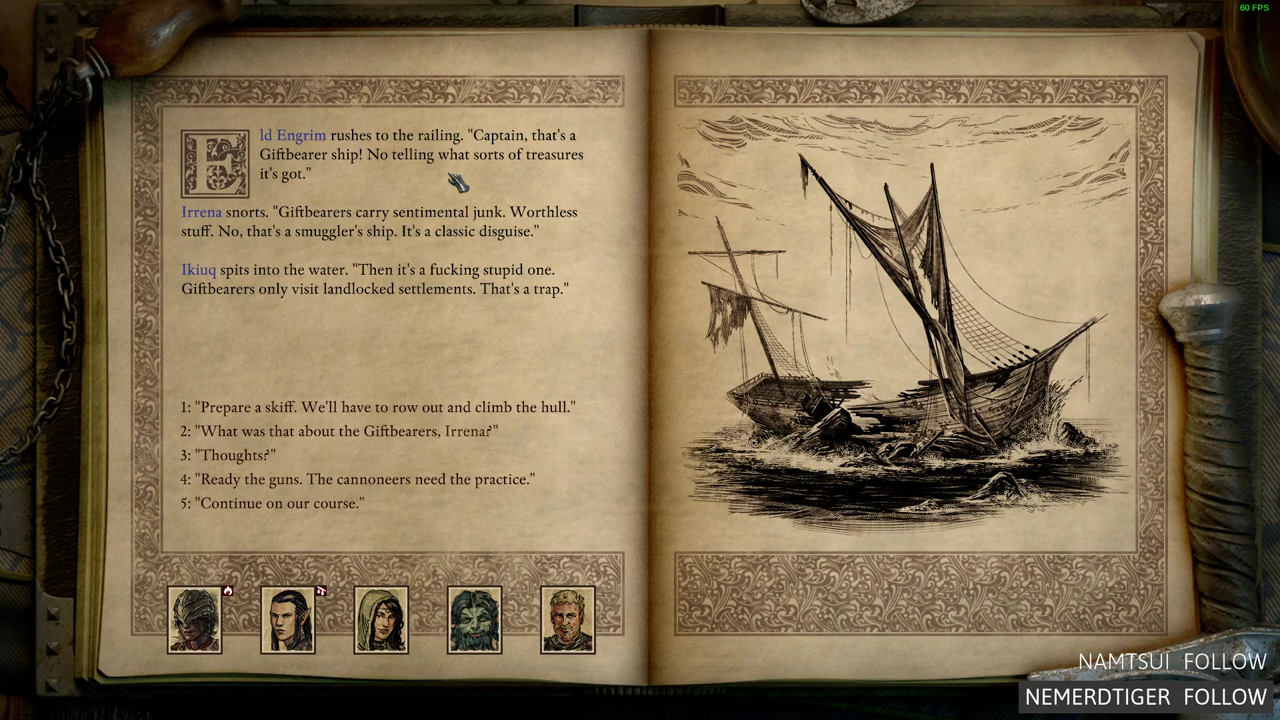 60 FPS
Eld Engrim rushes to the railing. "Captain, that's a
Giftbearer ship! No telling what sorts of treasures
it's got."
Irrena snorts. "Giftbearers carry sentimental junk. Worthless
stuff. No, that's a smuggler's ship. It's a classic disguise."
Ikiuq spits into the water. "Then it's a fucking stupid one.
Giftbearers only visit landlocked settlements. That's a trap."
1: "Prepare a skiff. We'll have to row out and climb the hull."
2: "What was that about the Giftbearers, Irrena?"
3: "Thoughts?"
4: "Ready the guns. The cannoneers need the practice."
5: "Continue on our course."
NAMTSUI FOLLOW
NEMERDTIGER FOLLOW